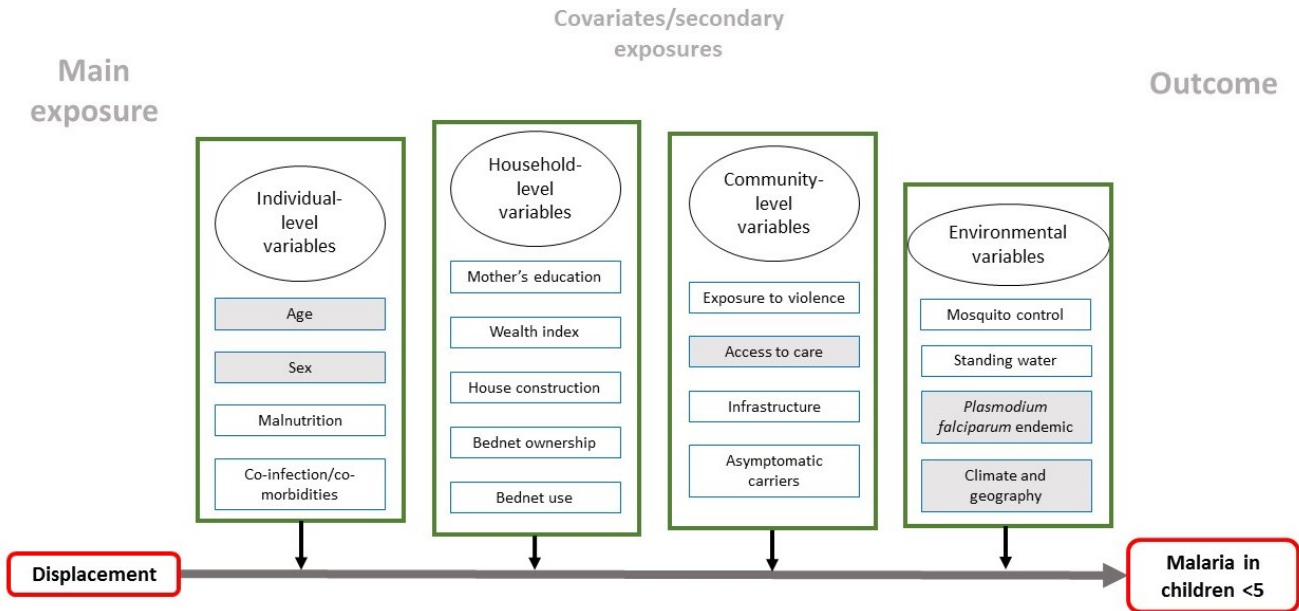 Covariates/secondary
exposures
Main
exposure
Outcome
Individual-
level
variables
Age
Sex
Malnutrition
Co-infection/co-
morbidities
Household-
level
variables
Mother's education
Wealth index
House construction
Bednet ownership
Bednet use
Community-
level
variables
Exposure to violence
Access to care
Infrastructure
Asymptomatic
carriers
Environmental
variables
Mosquito control
Standing water
Plasmodium
falciparum endemic
Climate and
geography
Displacement
Malaria in
children <5